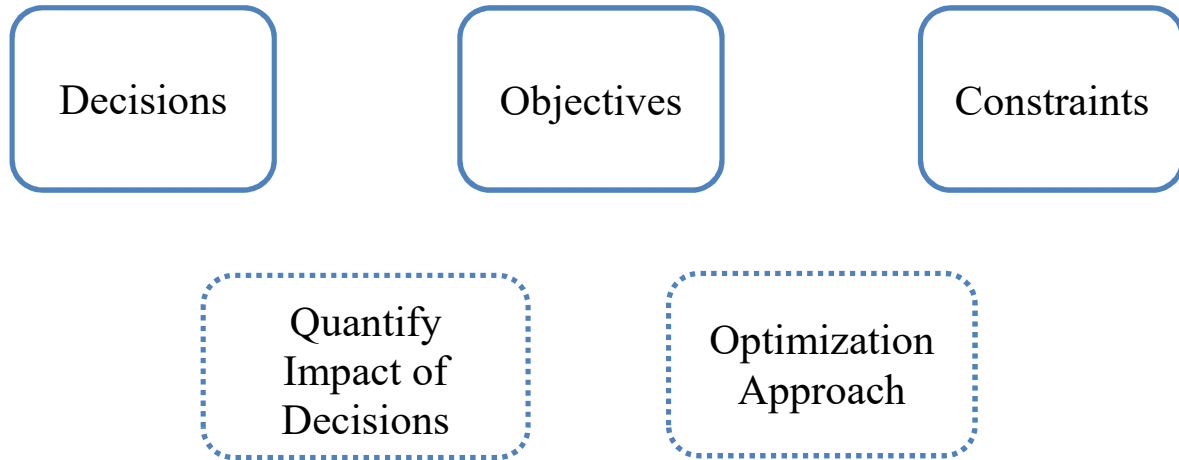 Decisions
Objectives
Constraints
Quantify
Impact of
Decisions
Optimization
Approach